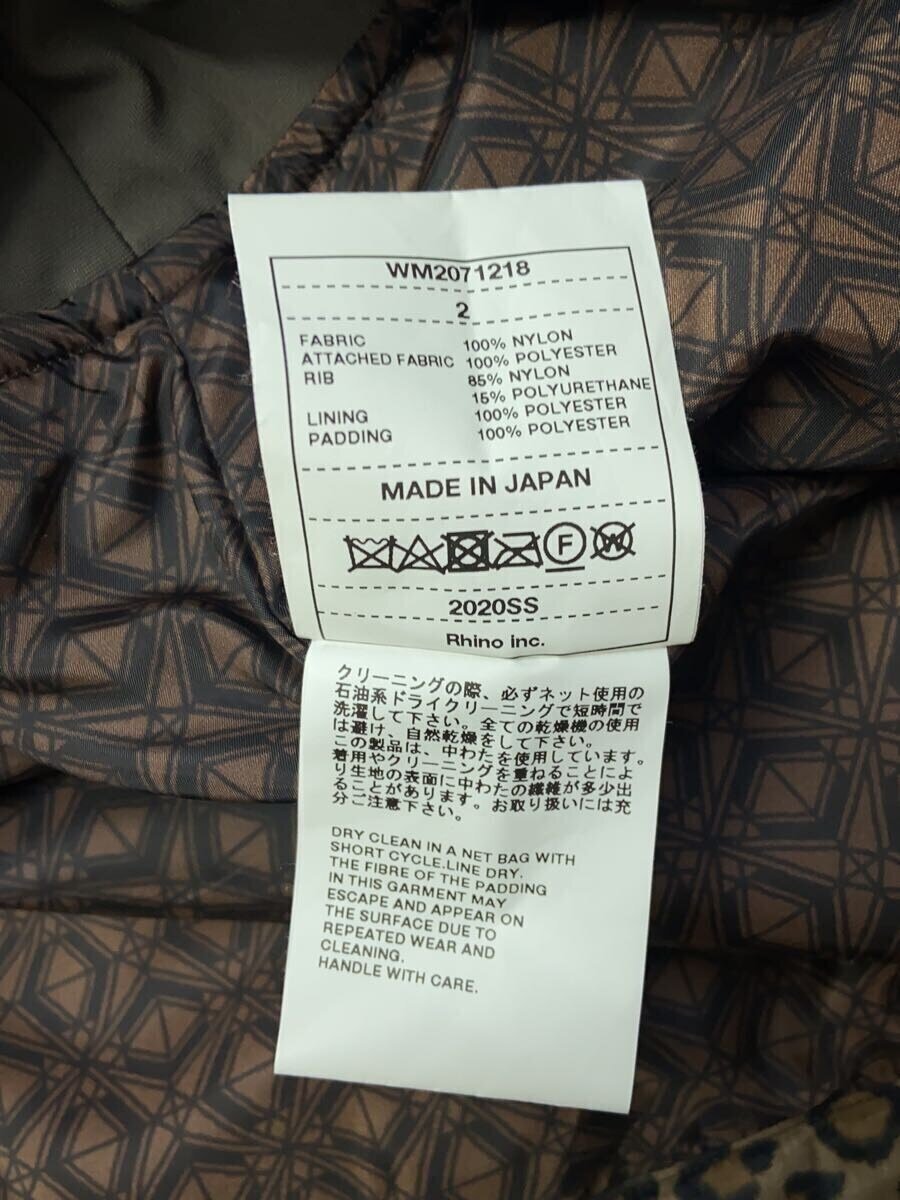 WM2071218
2
FABRIC 100% NYLON
ATTACHED FABRIC 100% POLYESTER
RIB 85% NYLON
15% POLYURETHANE
LINING 100% POLYESTER
PADDING 100% POLYESTER
MADE IN JAPAN
F W
2020SS
Rhino inc.
クリーニングの際、必ずネット使用の
石油系ドライクリーニングで短時間で
洗濯して下さい。全ての乾燥機の使用
は避け、自然乾燥をして下さい。
この製品は、中わたを使用しています。
着用やクリーニングを重ねることによ
り生地の表面に中わたの繊維が多少出
ることがあります。お取り扱いには充
分ご注意下さい。
DRY CLEAN IN A NET BAG WITH
SHORT CYCLE.LINE DRY.
THE FIBRE OF THE PADDING
IN THIS GARMENT MAY
ESCAPE AND APPEAR ON
THE SURFACE DUE TO
REPEATED WEAR AND
CLEANING.
HANDLE WITH CARE.